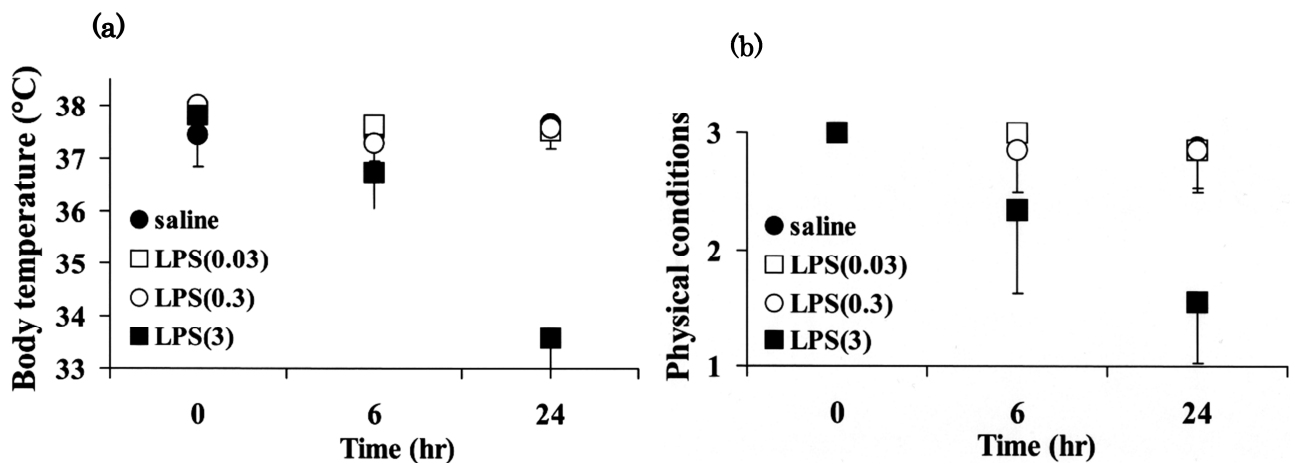 (a)
Body temperature (°C)
38
37
36
35
34
33
saline
LPS(0.03)
LPS(0.3)
LPS(3)
0 6 24
Time (hr)
(b)
Physical conditions
3
2
1
saline
LPS(0.03)
LPS(0.3)
LPS(3)
0 6 24
Time (hr)